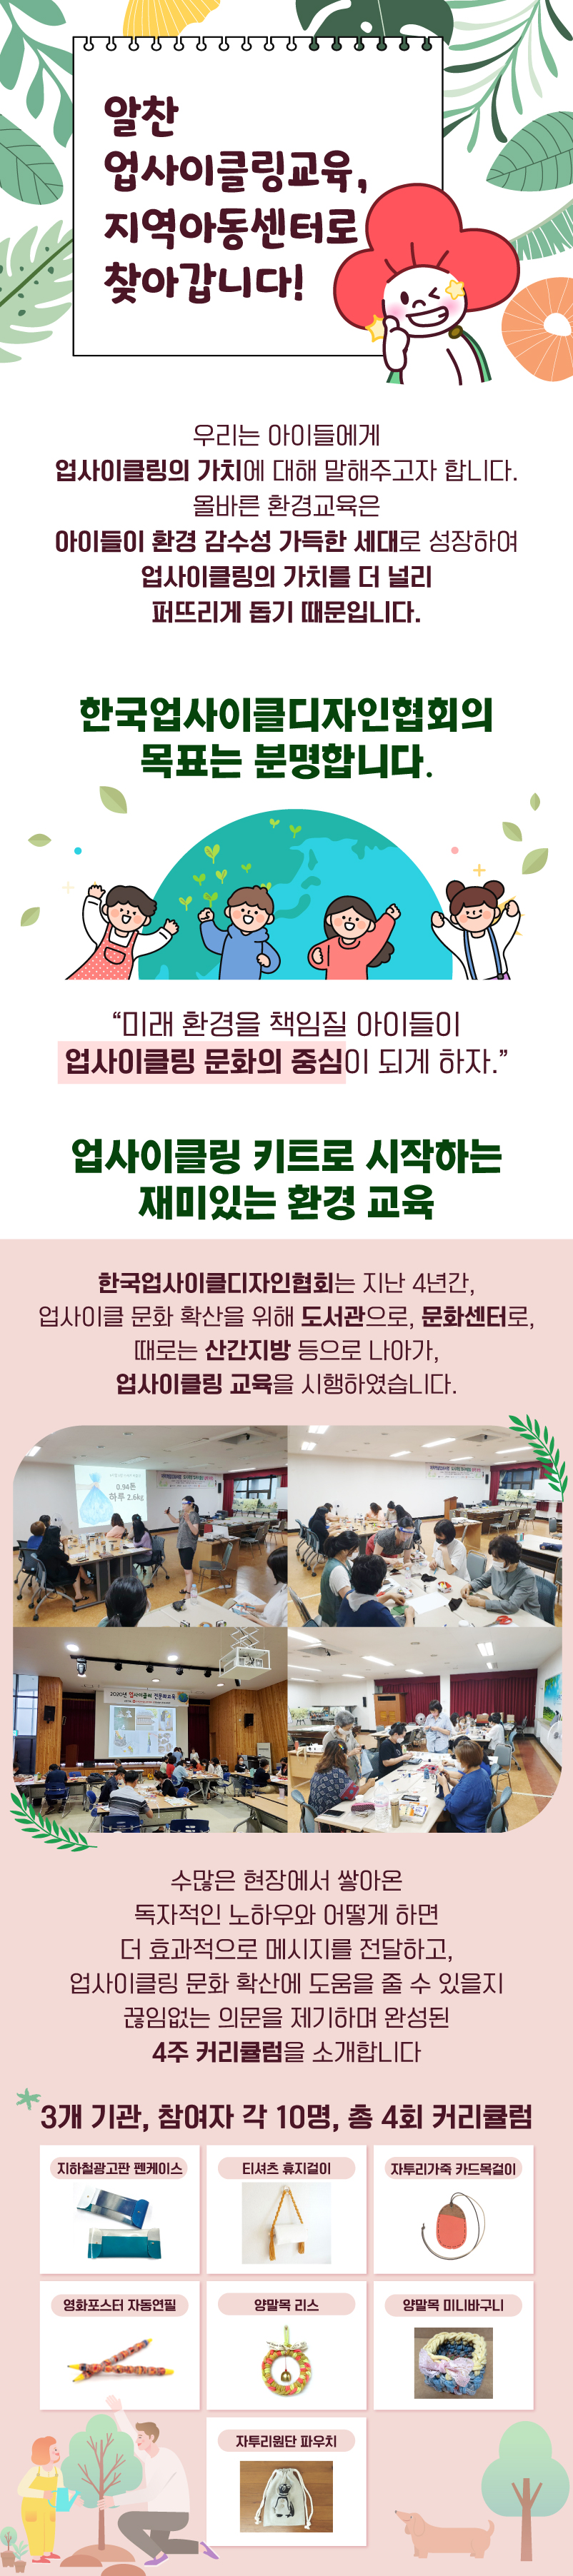 알찬
업사이클링교육,
지역아동센터로
찾아갑니다!
우리는 아이들에게
업사이클링의 가치에 대해 말해주고자 합니다.
올바른 환경교육은
아이들이 환경 감수성 가득한 세대로 성장하여
업사이클링의 가치를 더 널리
퍼뜨리게 돕기 때문입니다.
한국업사이클디자인협회의
목표는 분명합니다.
“미래 환경을 책임질 아이들이
업사이클링 문화의 중심이 되게 하자.”
업사이클링 키트로 시작하는
재미있는 환경 교육
한국업사이클디자인협회는 지난 4년간,
업사이클 문화 확산을 위해 도서관으로, 문화센터로,
때로는 산간지방 등으로 나아가,
업사이클링 교육을 시행하였습니다.
0.94톤
하루 2.6kg
2020년 업사이클러 전문가교육
수많은 현장에서 쌓아온
독자적인 노하우와 어떻게 하면
더 효과적으로 메시지를 전달하고,
업사이클링 문화 확산에 도움을 줄 수 있을지
끊임없는 의문을 제기하며 완성된
4주 커리큘럼을 소개합니다
3개 기관, 참여자 각 10명, 총 4회 커리큘럼
지하철광고판 펜케이스
티셔츠 휴지걸이
자투리가죽 카드목걸이
영화포스터 자동연필
양말목 리스
양말목 미니바구니
자투리원단 파우치